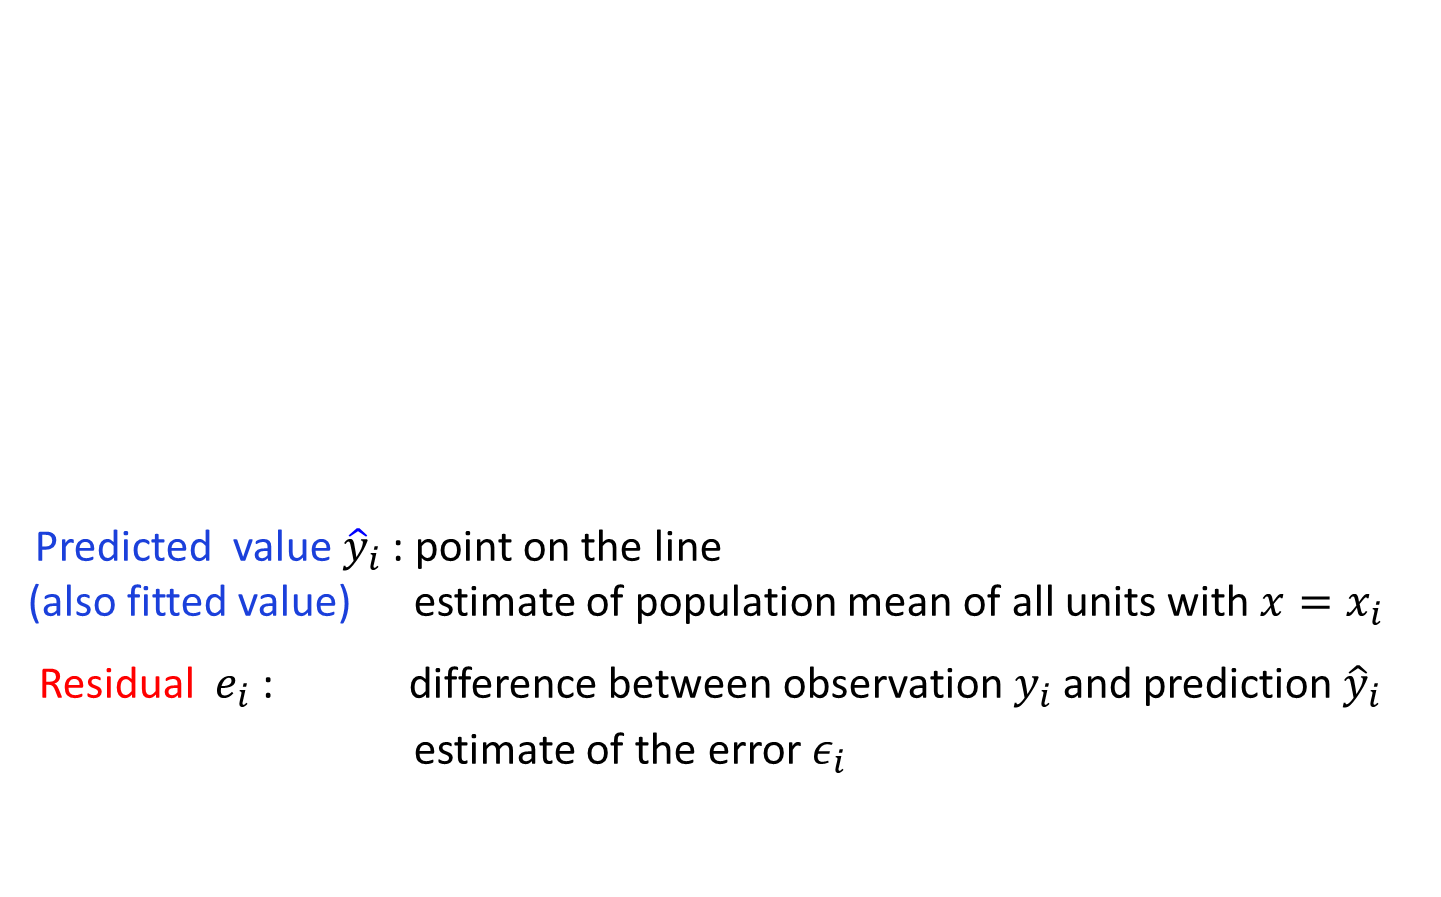 Predicted value ŷᵢ : point on the line
(also fitted value) estimate of population mean of all units with x = xᵢ
Residual eᵢ : difference between observation yᵢ and prediction ŷᵢ
estimate of the error ϵᵢ